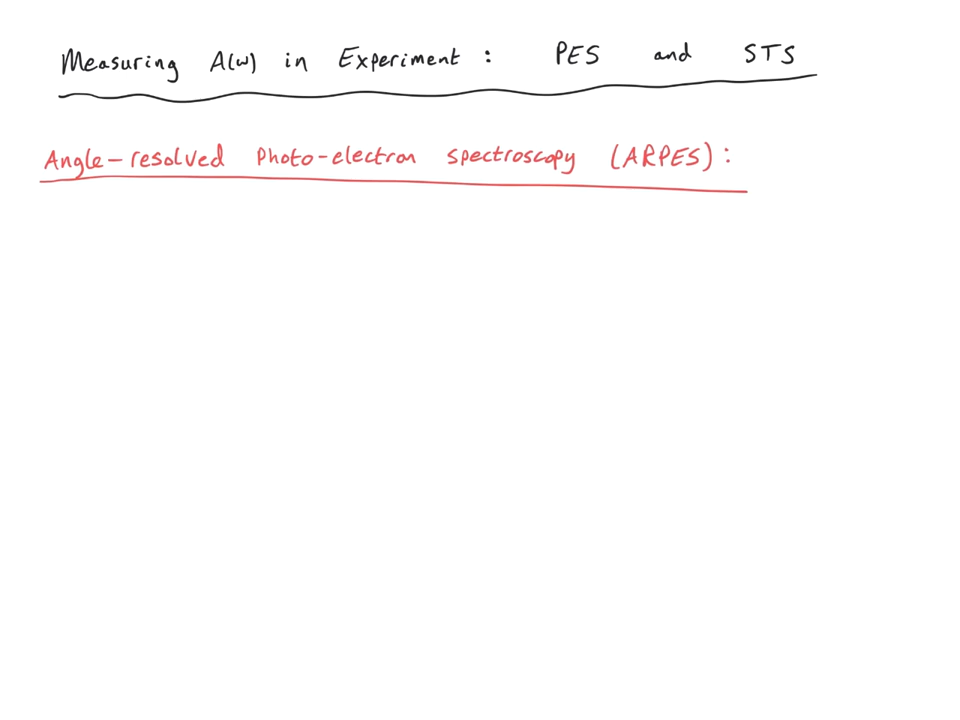 Measuring A(ω) in Experiment : PES and STS
Angle-resolved Photo-electron spectroscopy (ARPES) :